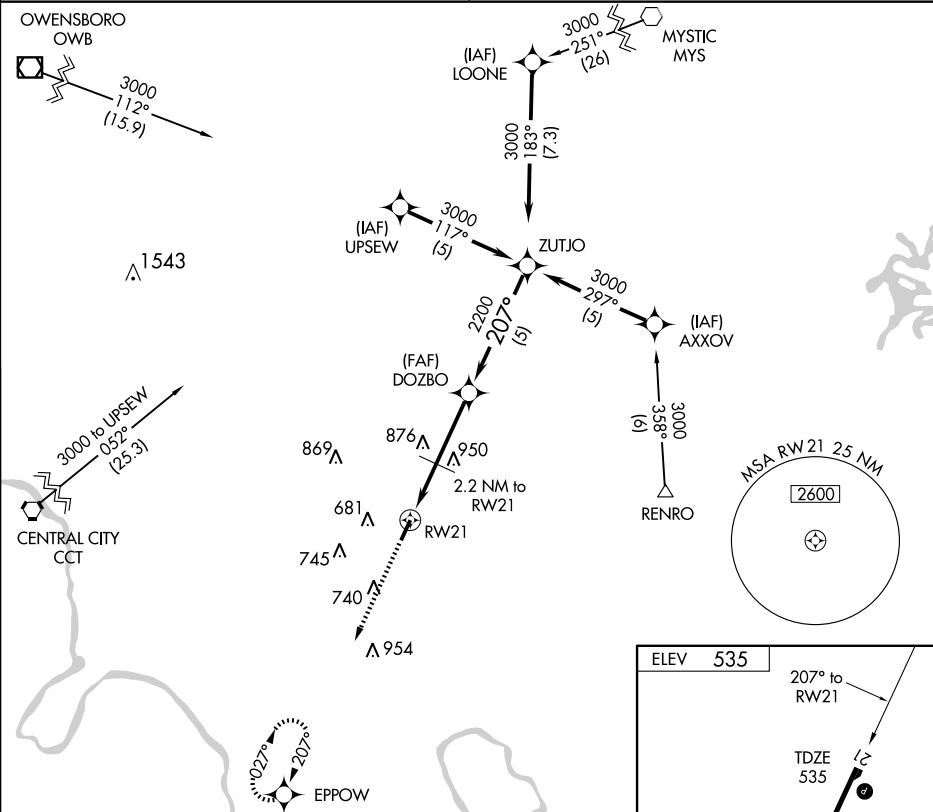 OWENSBORO
OWB
3000
112°
(15.9)
(IAF)
LOONE
3000
251°
(26)
MYSTIC
MYS
3000
183°
(7.3)
(IAF)
UPSEW
3000
117°
(5)
ZUTJO
1543
3000
297°
(5)
(IAF)
AXXOV
2200
207°
(5)
(FAF)
DOZBO
3000
358°
(6)
RENRO
3000 to UPSEW
052°
(25.3)
CENTRAL CITY
CCT
869
876
950
2.2 NM to
RW21
681
RW21
745
740
954
MSA RW21 25 NM
2600
027°
207°
EPPOW
ELEV 535
207° to
RW21
21
TDZE
535
P